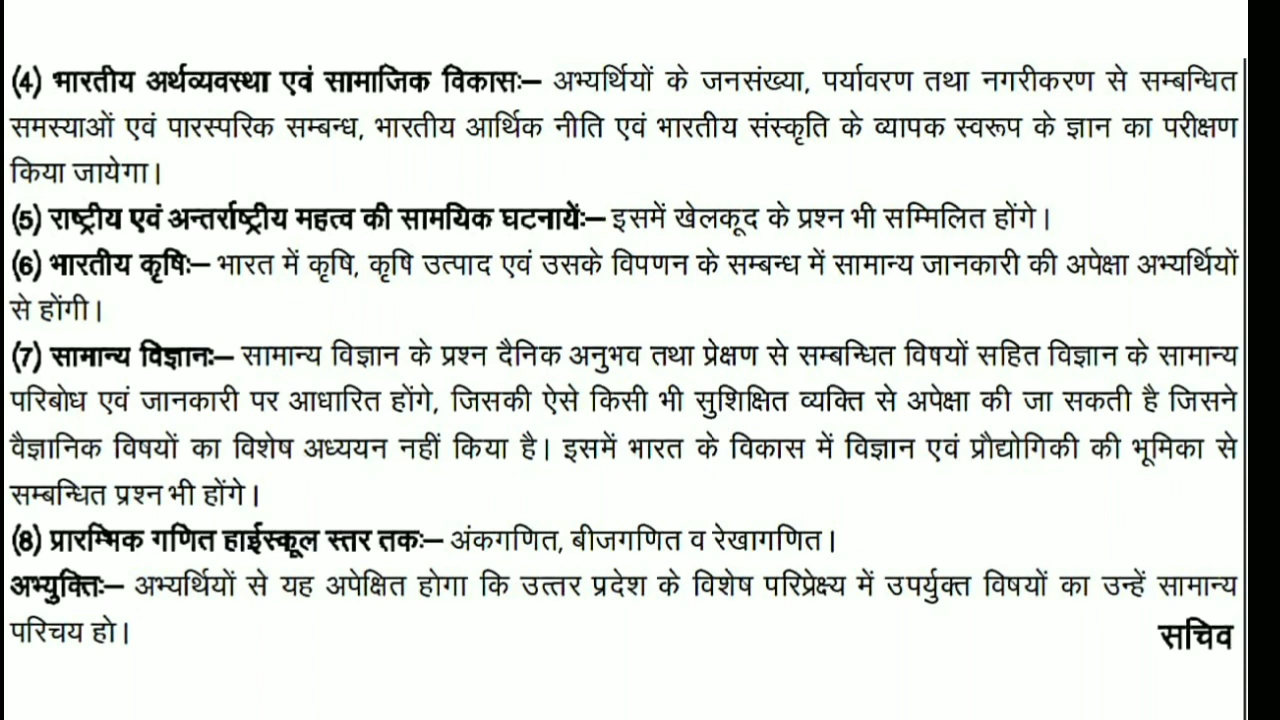 (4) भारतीय अर्थव्यवस्था एवं सामाजिक विकासः– अभ्यर्थियों के जनसंख्या, पर्यावरण तथा नगरीकरण से सम्बन्धित
समस्याओं एवं पारस्परिक सम्बन्ध, भारतीय आर्थिक नीति एवं भारतीय संस्कृति के व्यापक स्वरूप के ज्ञान का परीक्षण
किया जायेगा।
(5) राष्ट्रीय एवं अन्तर्राष्ट्रीय महत्व की सामयिक घटनायेंः– इसमें खेलकूद के प्रश्न भी सम्मिलित होंगे।
(6) भारतीय कृषिः– भारत में कृषि, कृषि उत्पाद एवं उसके विपणन के सम्बन्ध में सामान्य जानकारी की अपेक्षा अभ्यर्थियों
से होंगी।
(7) सामान्य विज्ञानः– सामान्य विज्ञान के प्रश्न दैनिक अनुभव तथा प्रेक्षण से सम्बन्धित विषयों सहित विज्ञान के सामान्य
परिबोध एवं जानकारी पर आधारित होंगे, जिसकी ऐसे किसी भी सुशिक्षित व्यक्ति से अपेक्षा की जा सकती है जिसने
वैज्ञानिक विषयों का विशेष अध्ययन नहीं किया है। इसमें भारत के विकास में विज्ञान एवं प्रौद्योगिकी की भूमिका से
सम्बन्धित प्रश्न भी होंगे।
(8) प्रारम्भिक गणित हाईस्कूल स्तर तकः– अंकगणित, बीजगणित व रेखागणित।
अभ्युक्तिः– अभ्यर्थियों से यह अपेक्षित होगा कि उत्तर प्रदेश के विशेष परिप्रेक्ष्य में उपर्युक्त विषयों का उन्हें सामान्य
परिचय हो।
सचिव